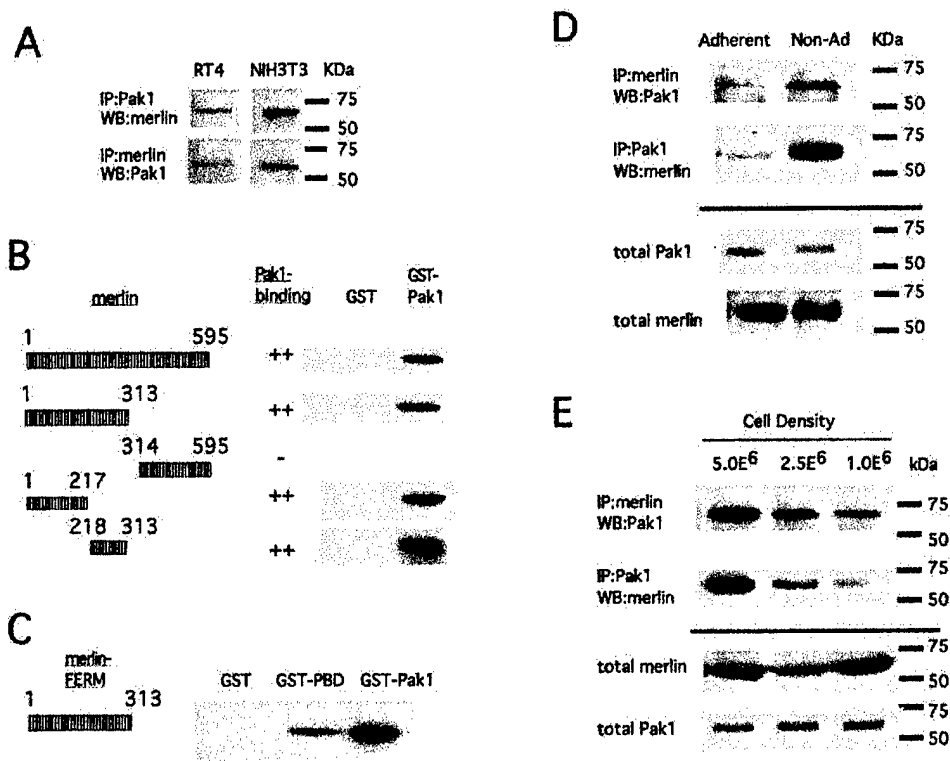 A
RT4 NIH3T3 KDa
IP:Pak1
WB:merlin
75
50
IP:merlin
WB:Pak1
75
50
B
merlin
Pak1-
binding
GST
GST-
Pak1
1 595
++
1 313
++
314 595
-
1 217
++
218 313
++
C
merlin-
FERM
1 313
GST GST-PBD GST-Pak1
D
Adherent Non-Ad KDa
IP:merlin
WB:Pak1
75
50
IP:Pak1
WB:merlin
75
50
total Pak1
75
50
total merlin
75
50
E
Cell Density
5.0E6 2.5E6 1.0E6 kDa
IP:merlin
WB:Pak1
75
50
IP:Pak1
WB:merlin
75
50
total merlin
75
50
total Pak1
75
50